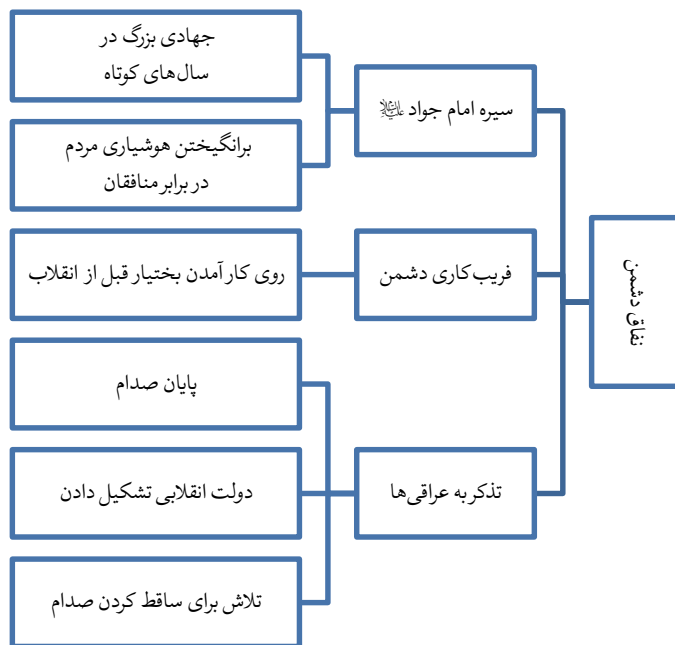 نفاق دشمن
سیره امام جواد علیه‌السلام
جهادی بزرگ در
سال‌های کوتاه
برانگیختن هوشیاری مردم
در برابر منافقان
فریب‌کاری دشمن
روی کار آمدن بختیار قبل از انقلاب
تذکر به عراقی‌ها
پایان صدام
دولت انقلابی تشکیل دادن
تلاش برای ساقط کردن صدام